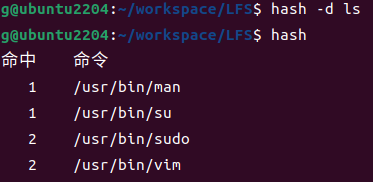 g@ubuntu2204:~/workspace/LFS$ hash -d ls
g@ubuntu2204:~/workspace/LFS$ hash
命中 命令
1 /usr/bin/man
1 /usr/bin/su
2 /usr/bin/sudo
2 /usr/bin/vim